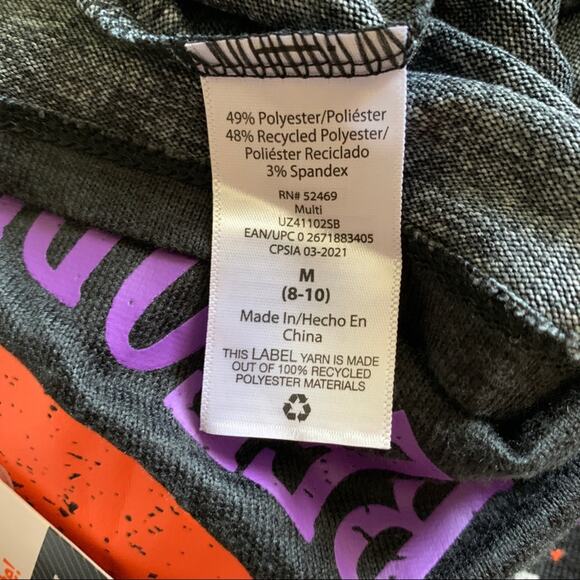 49% Polyester/Poliéster
48% Recycled Polyester/
Poliéster Reciclado
3% Spandex
RN# 52469
Multi
UZ41102SB
EAN/UPC 0 2671883405
CPSIA 03-2021
M
(8-10)
Made In/Hecho En
China
THIS LABEL YARN IS MADE
OUT OF 100% RECYCLED
POLYESTER MATERIALS